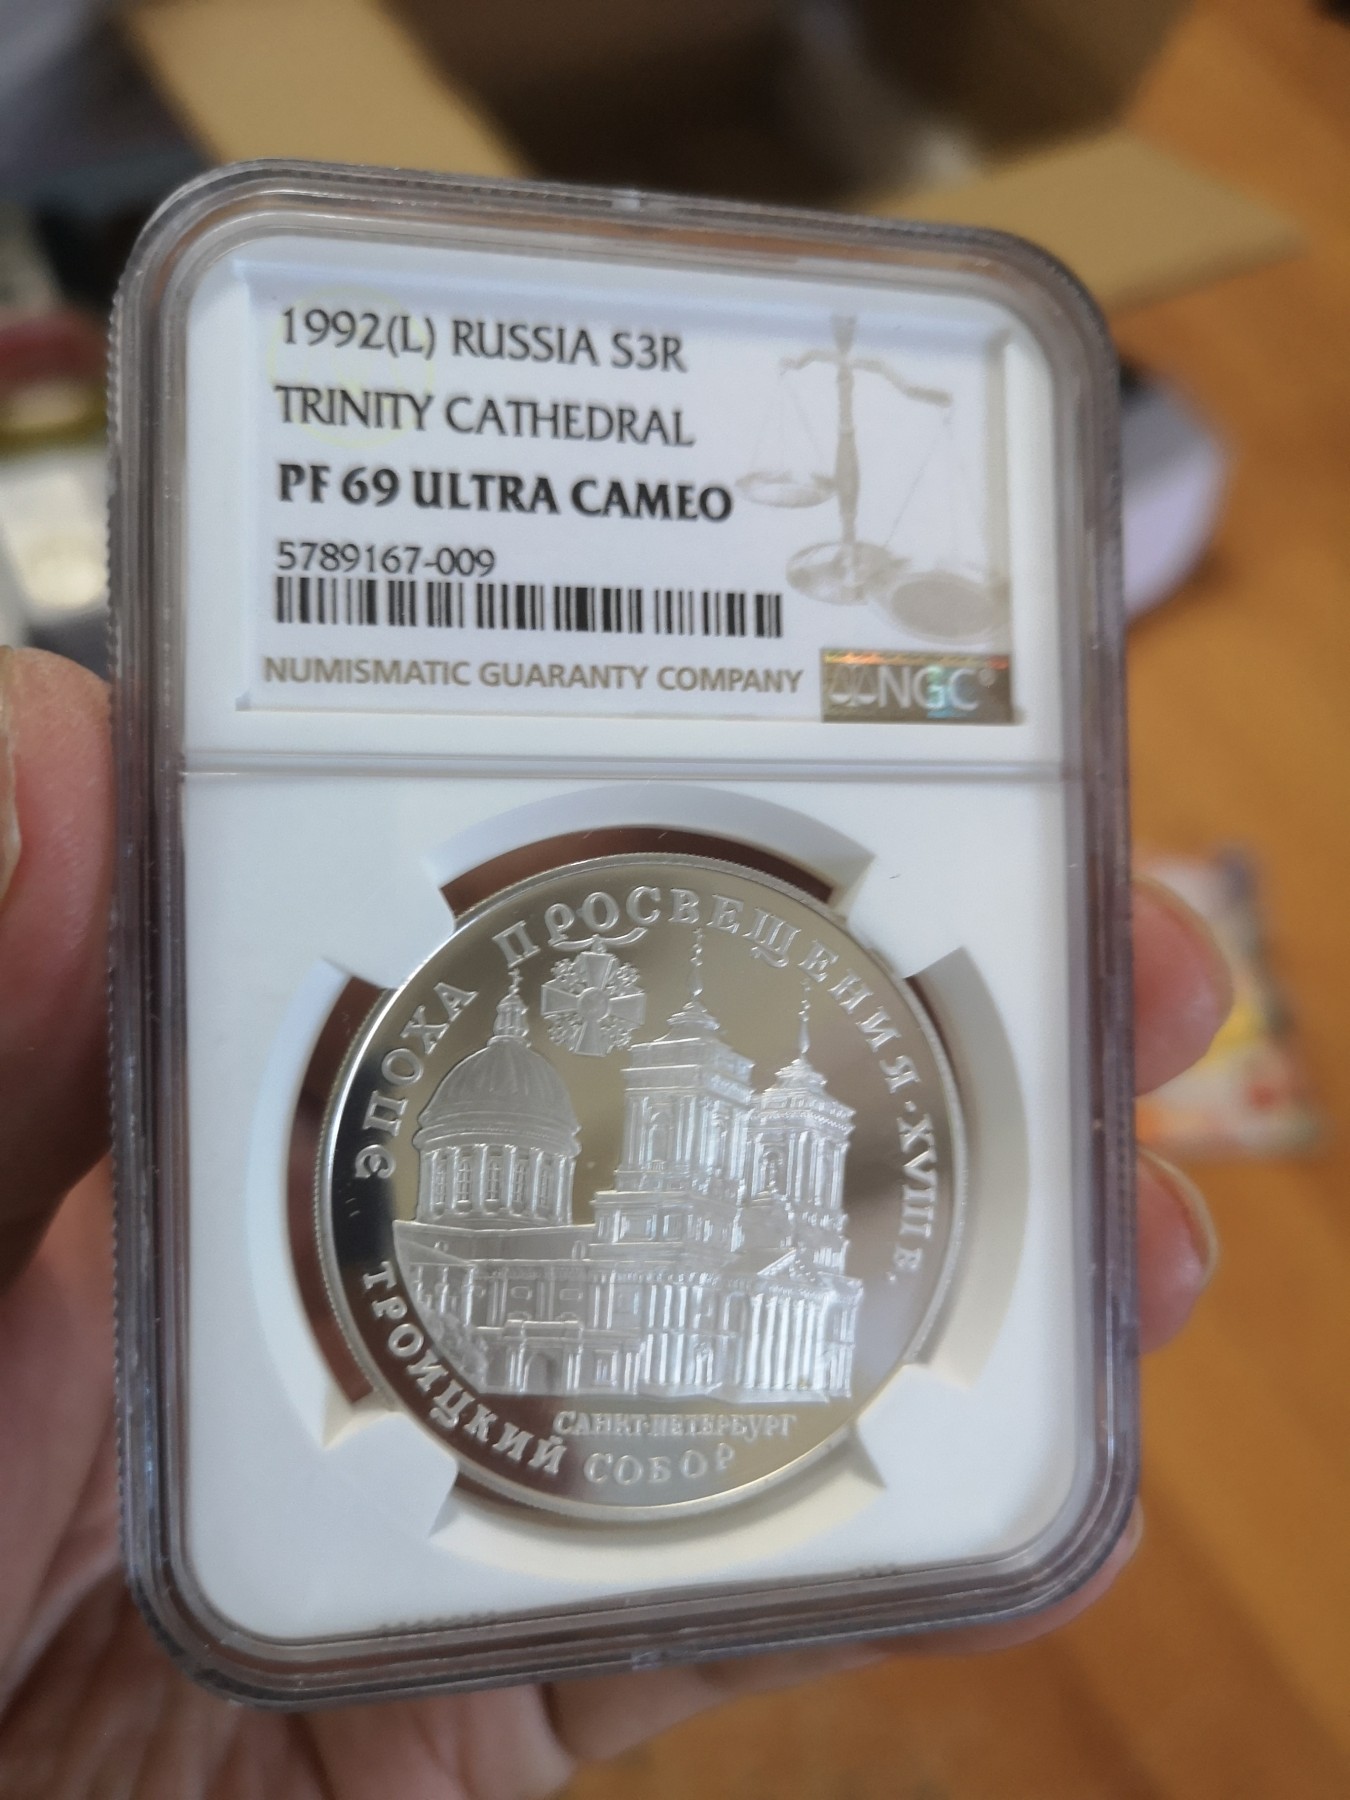 1992(L) RUSSIA S3R
TRINITY CATHEDRAL
PF 69 ULTRA CAMEO
5789167-009
NUMISMATIC GUARANTY COMPANY
NGC®
ЭПОХА ПРОСВЕЩЕНИЯ · XVIII В.
САНКТ-ПЕТЕРБУРГ
ТРОИЦКИЙ СОБОР